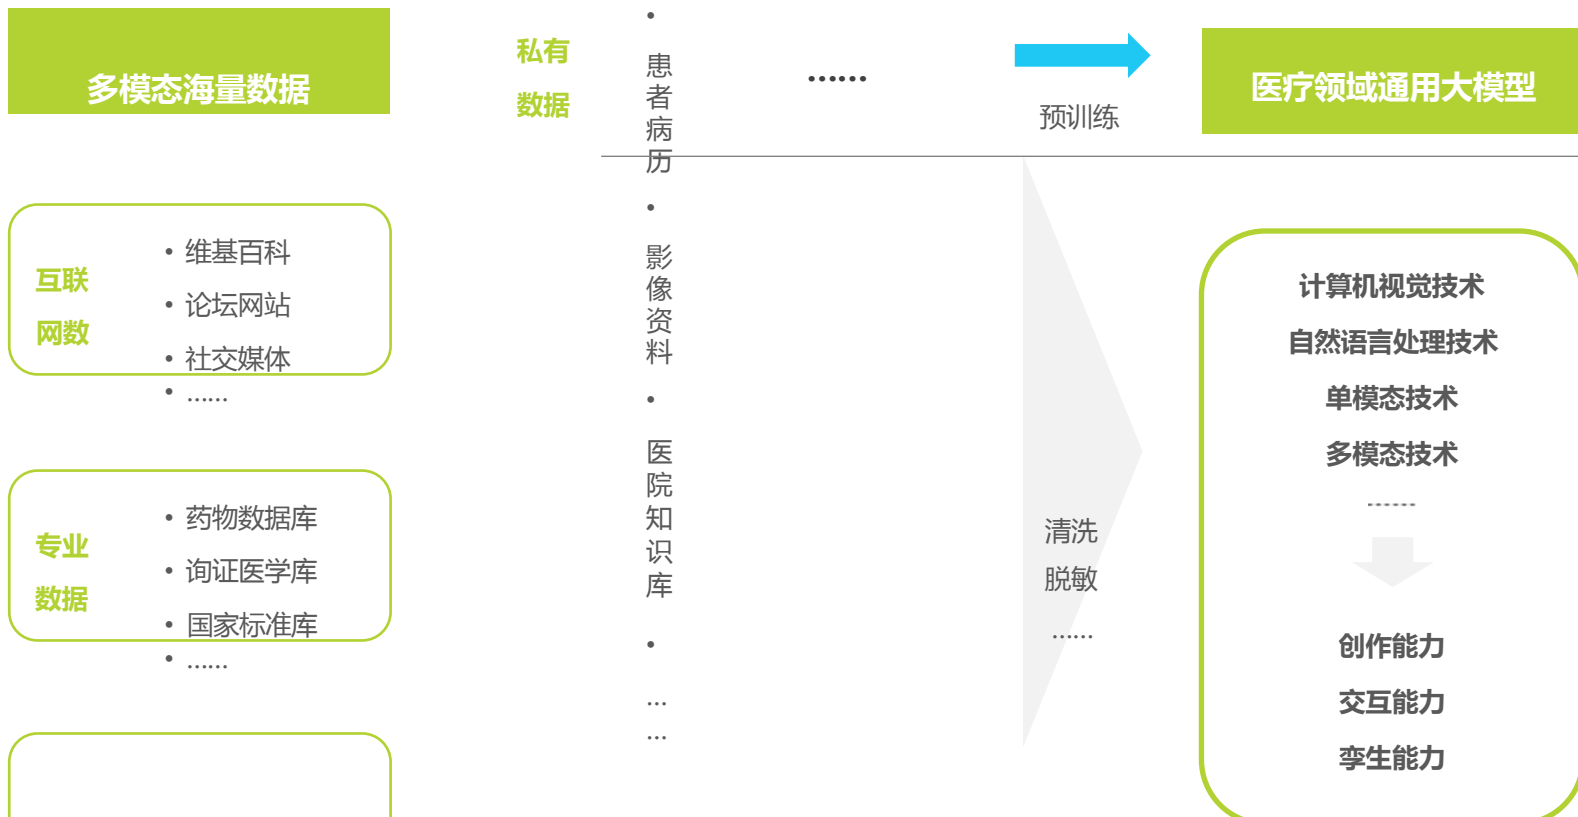 多模态海量数据
互联
网数
• 维基百科
• 论坛网站
• 社交媒体
• ……
专业
数据
• 药物数据库
• 询证医学库
• 国家标准库
• ……
私有
数据
•
患者病历
•
影像资料
•
医院知识库
•
……
……
预训练
清洗
脱敏
……
医疗领域通用大模型
计算机视觉技术
自然语言处理技术
单模态技术
多模态技术
……
创作能力
交互能力
孪生能力